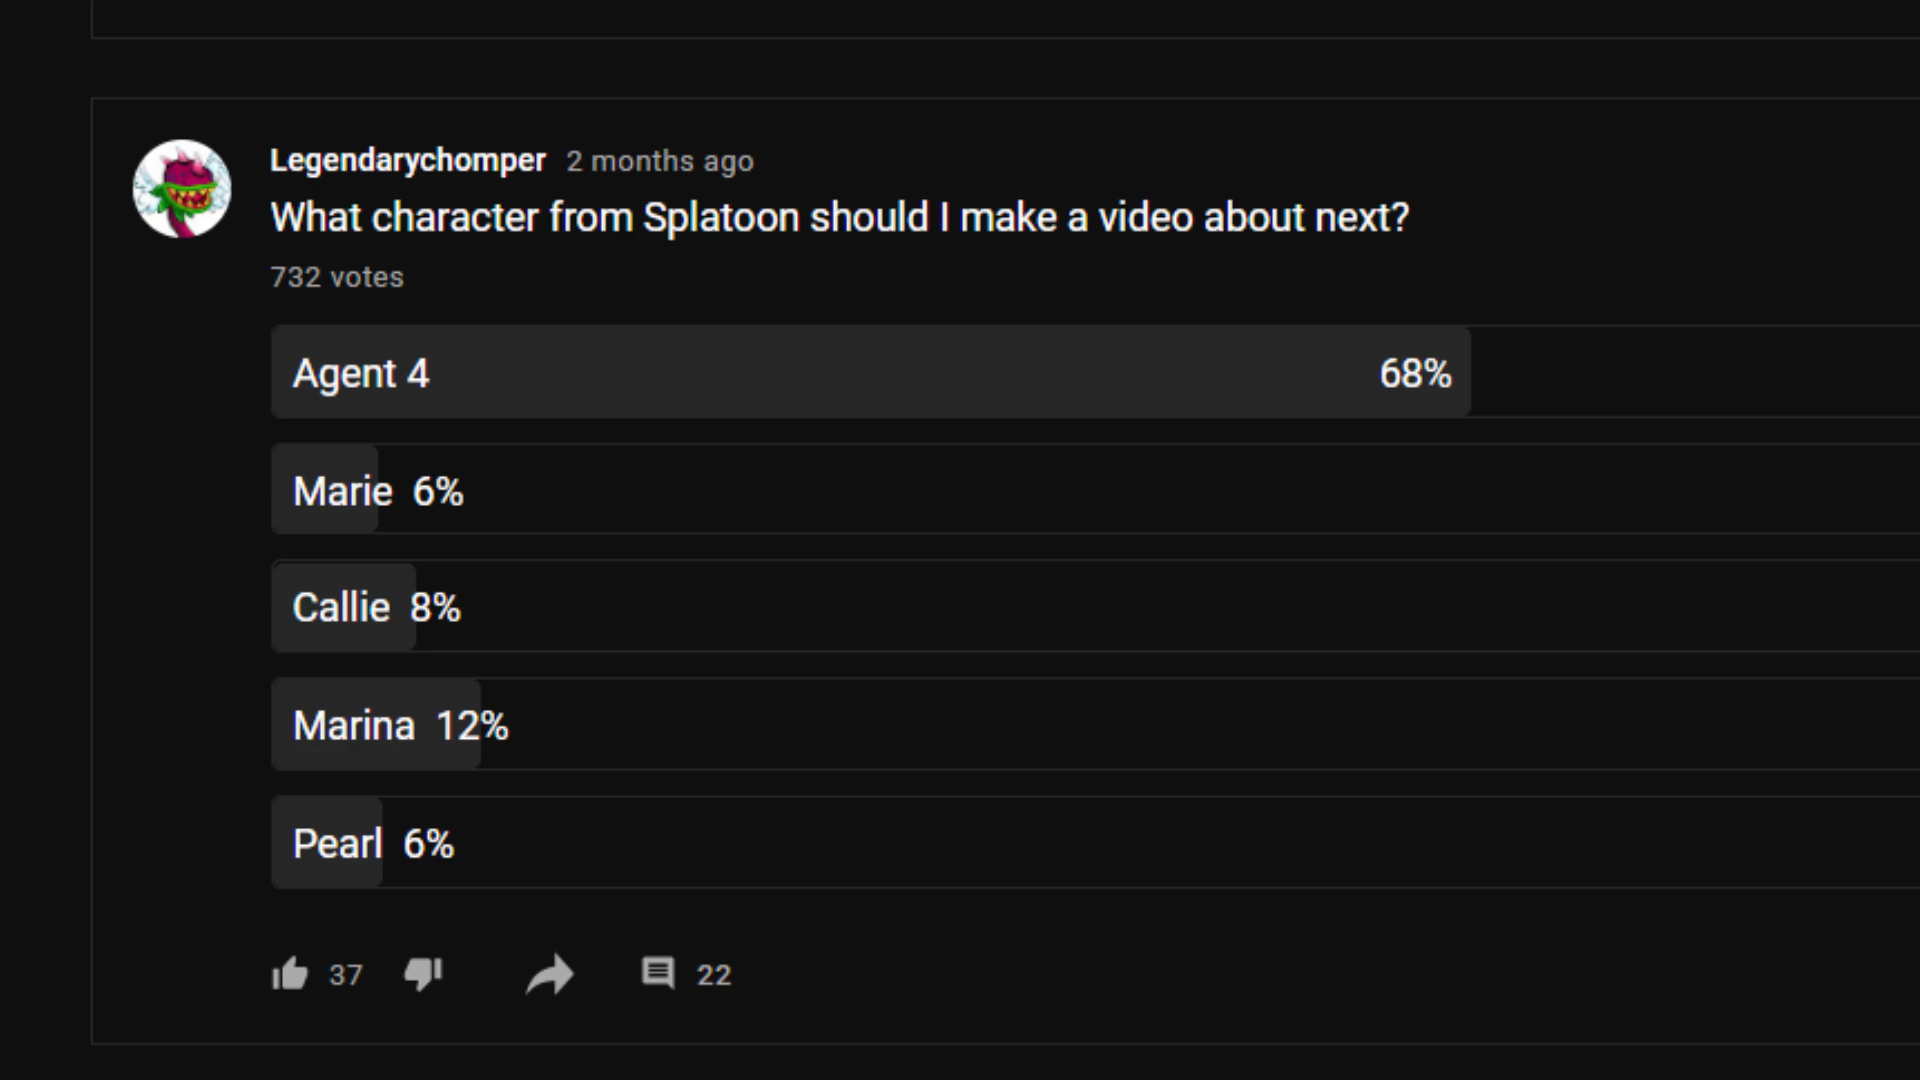 Legendarychomper 2 months ago
What character from Splatoon should I make a video about next?
732 votes
Agent 4 68%
Marie 6%
Callie 8%
Marina 12%
Pearl 6%
37 22